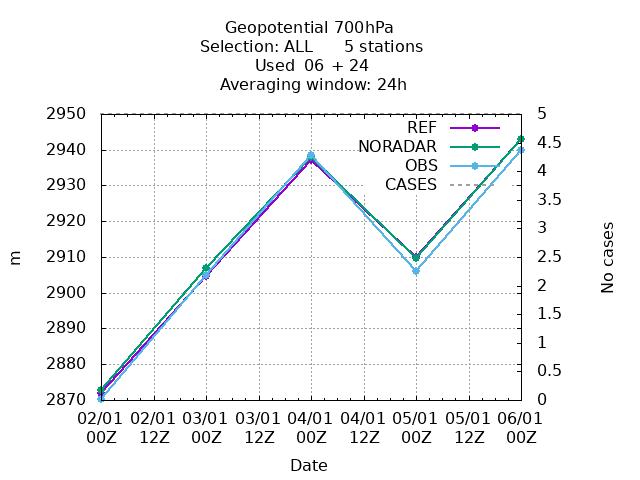 Geopotential 700hPa
Selection: ALL 5 stations
Used 06 + 24
Averaging window: 24h
2950
2940
2930
2920
2910
2900
2890
2880
2870
m
5
4.5
4
3.5
3
2.5
2
1.5
1
0.5
0
No cases
REF
NORADAR
OBS
CASES
02/01 02/01 03/01 03/01 04/01 04/01 05/01 05/01 06/01
00Z 12Z 00Z 12Z 00Z 12Z 00Z 12Z 00Z
Date